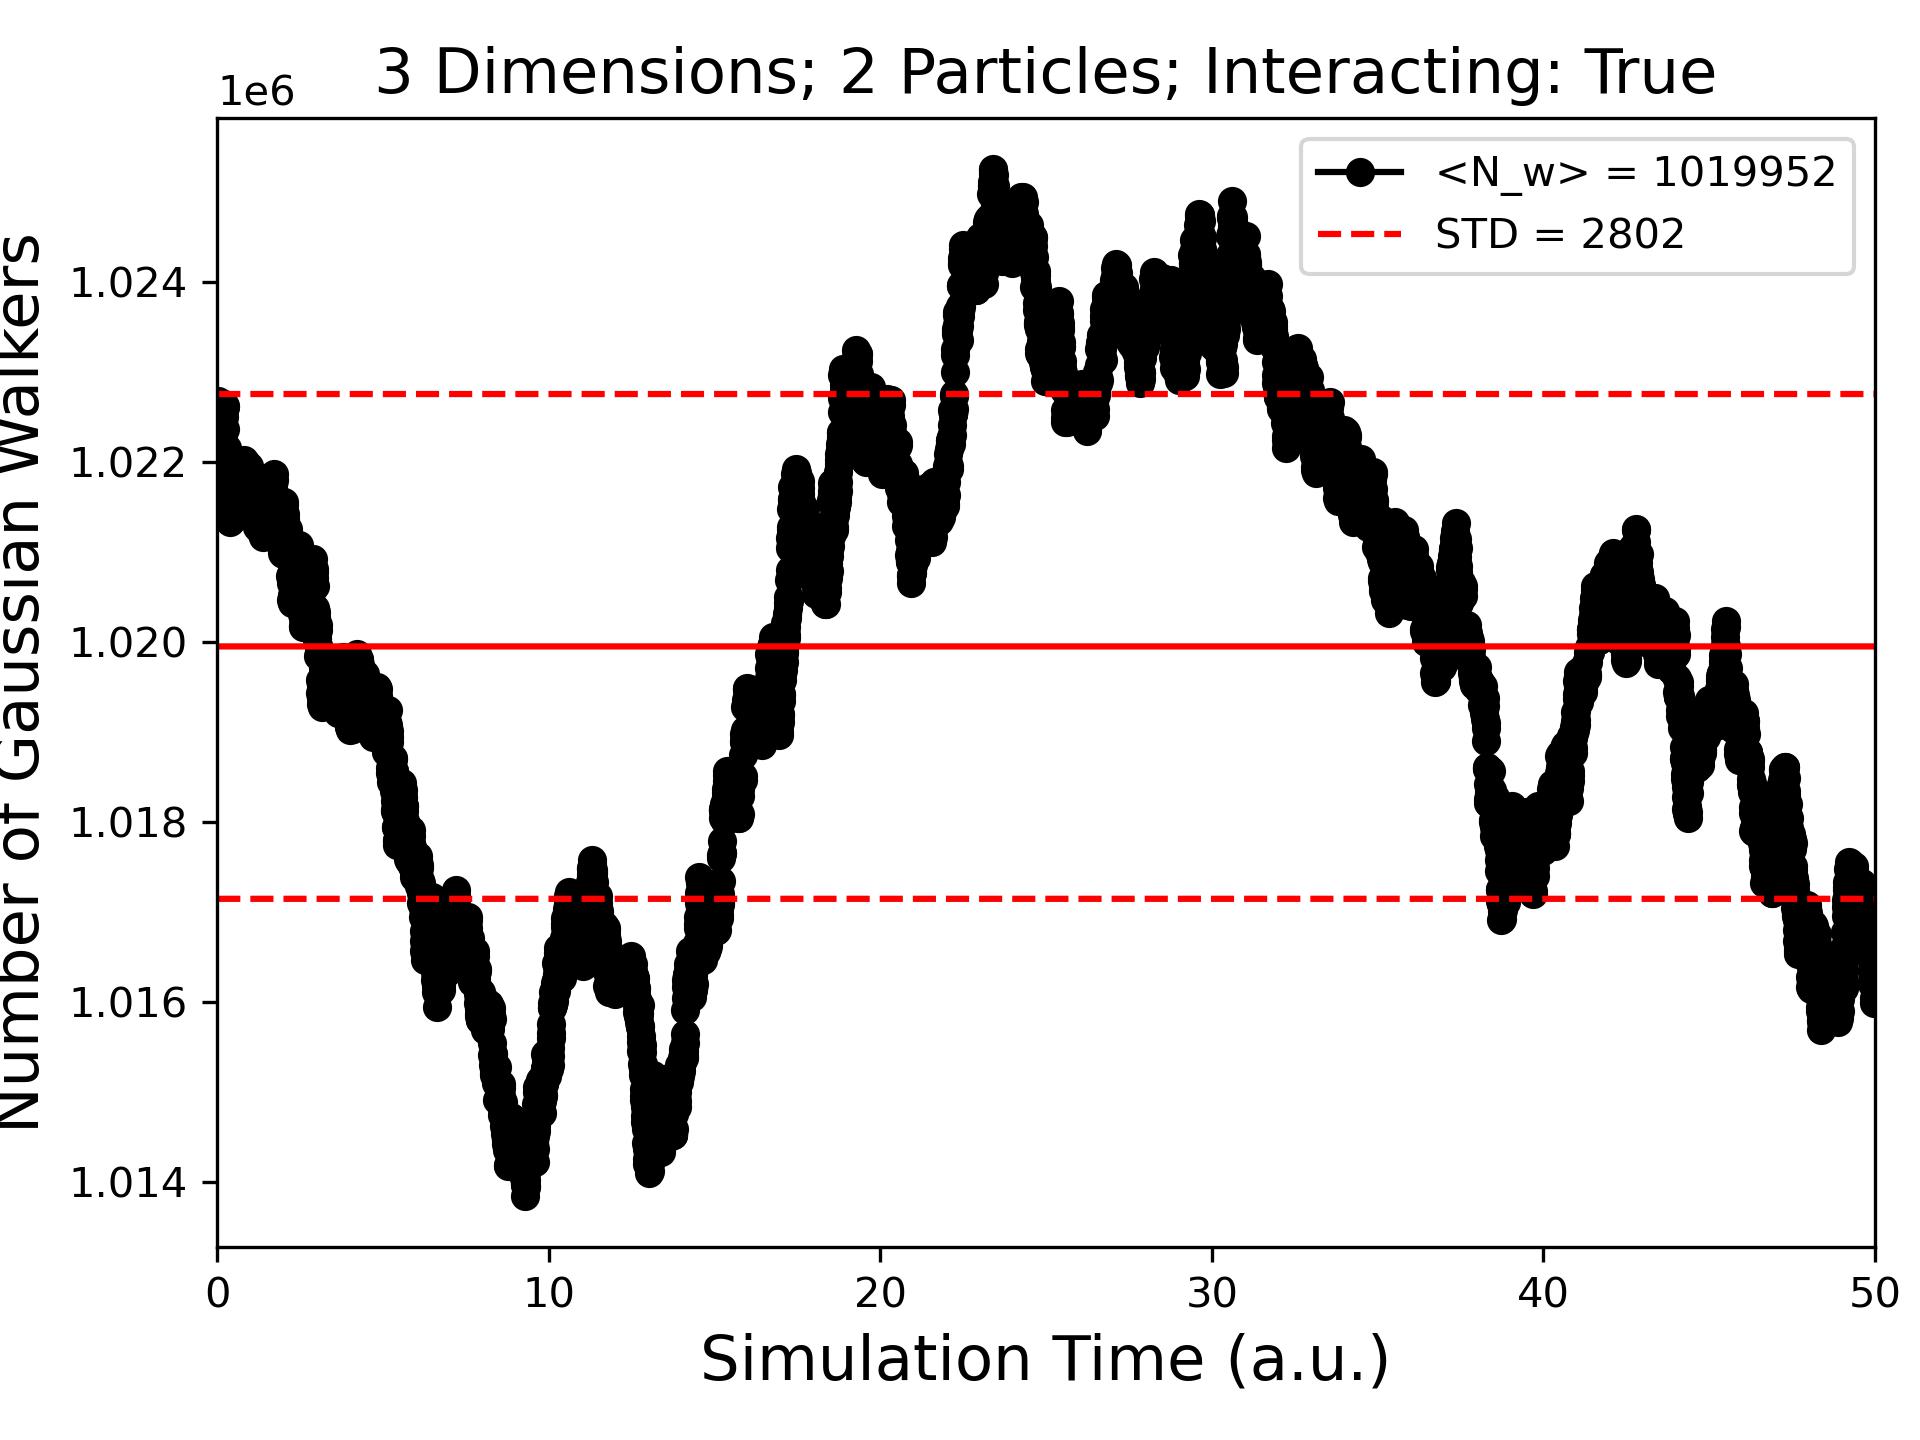 3 Dimensions; 2 Particles; Interacting: True
1e6
<N_w> = 1019952
STD = 2802
Number of Gaussian Walkers
1.024
1.022
1.020
1.018
1.016
1.014
0 10 20 30 40 50
Simulation Time (a.u.)